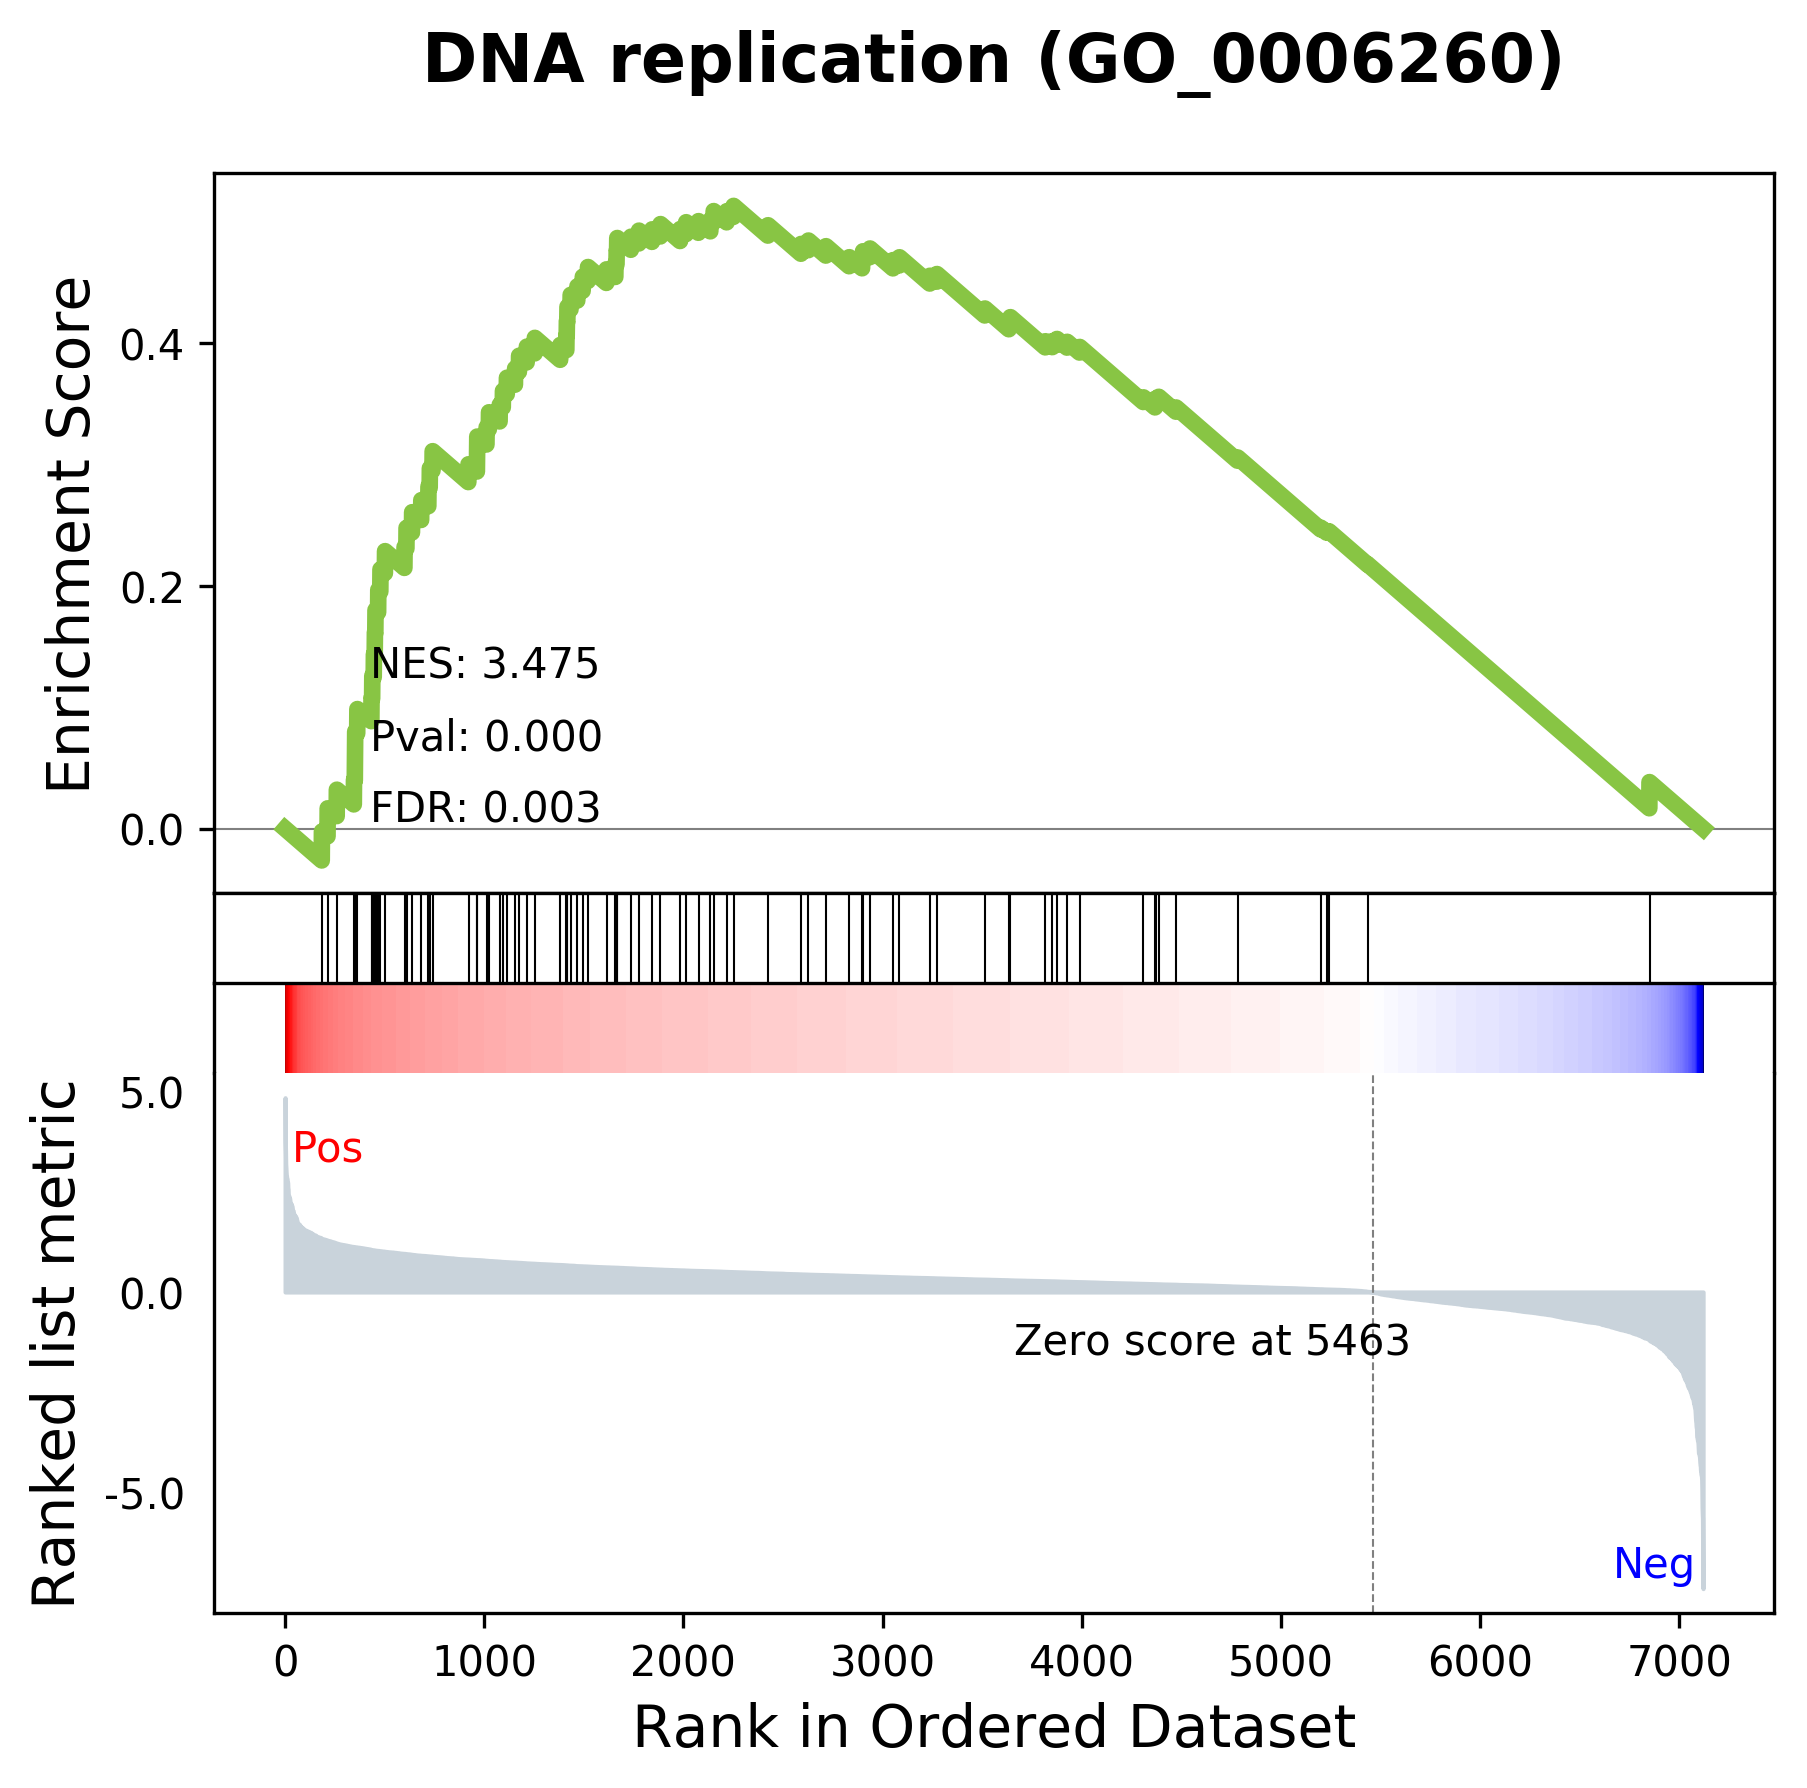 DNA replication (GO_0006260)
Enrichment Score
0.4
0.2
0.0
NES: 3.475
Pval: 0.000
FDR: 0.003
Ranked list metric
5.0
0.0
-5.0
Pos
Zero score at 5463
Neg
0 1000 2000 3000 4000 5000 6000 7000
Rank in Ordered Dataset